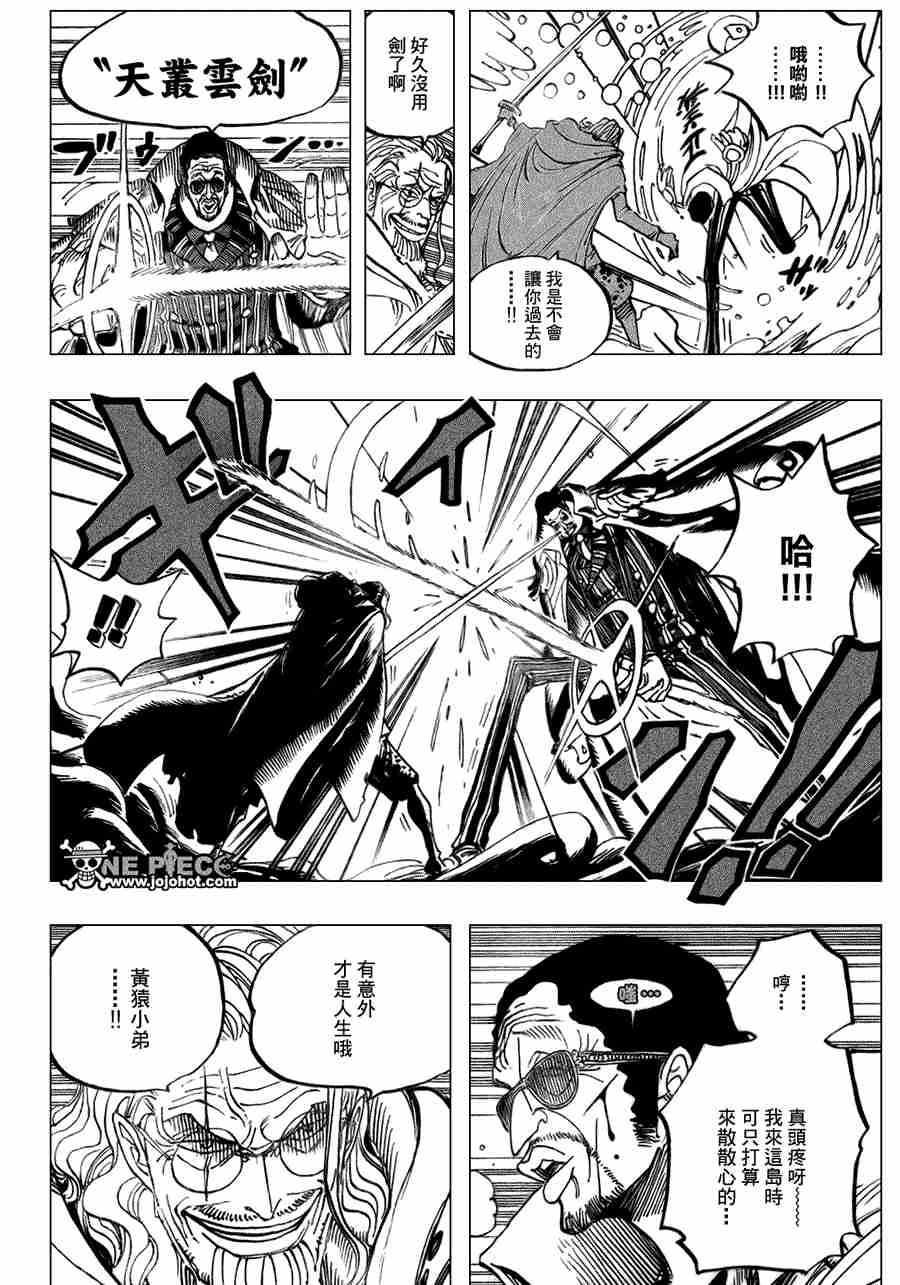 ……
哦喲喲!!
……!!!
ザザ
我是不會
讓你過去的
……!!
好久沒用
劍了啊
〝天叢雲劍〞
ブゥン…
ギィィン
哈!!!
!!
ONE PIECE
www.jojohot.com
……
哼
嗤…
真頭疼呀~~~
我來這島時
可只打算
來散散心的…
有意外
才是人生哦
黃猿小弟
……!!